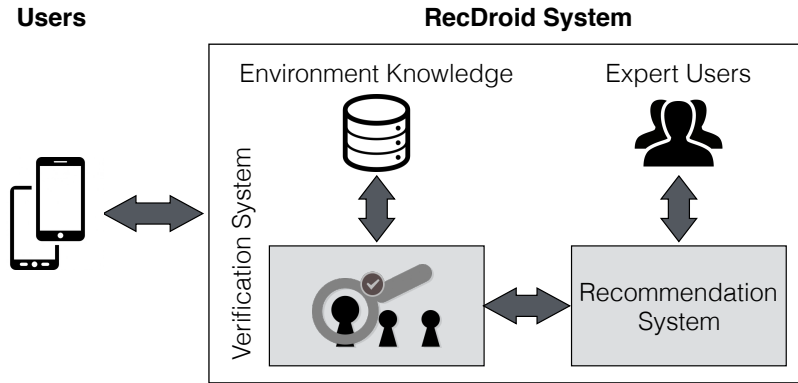 Users
RecDroid System
Environment Knowledge
Expert Users
Verification System
Recommendation
System